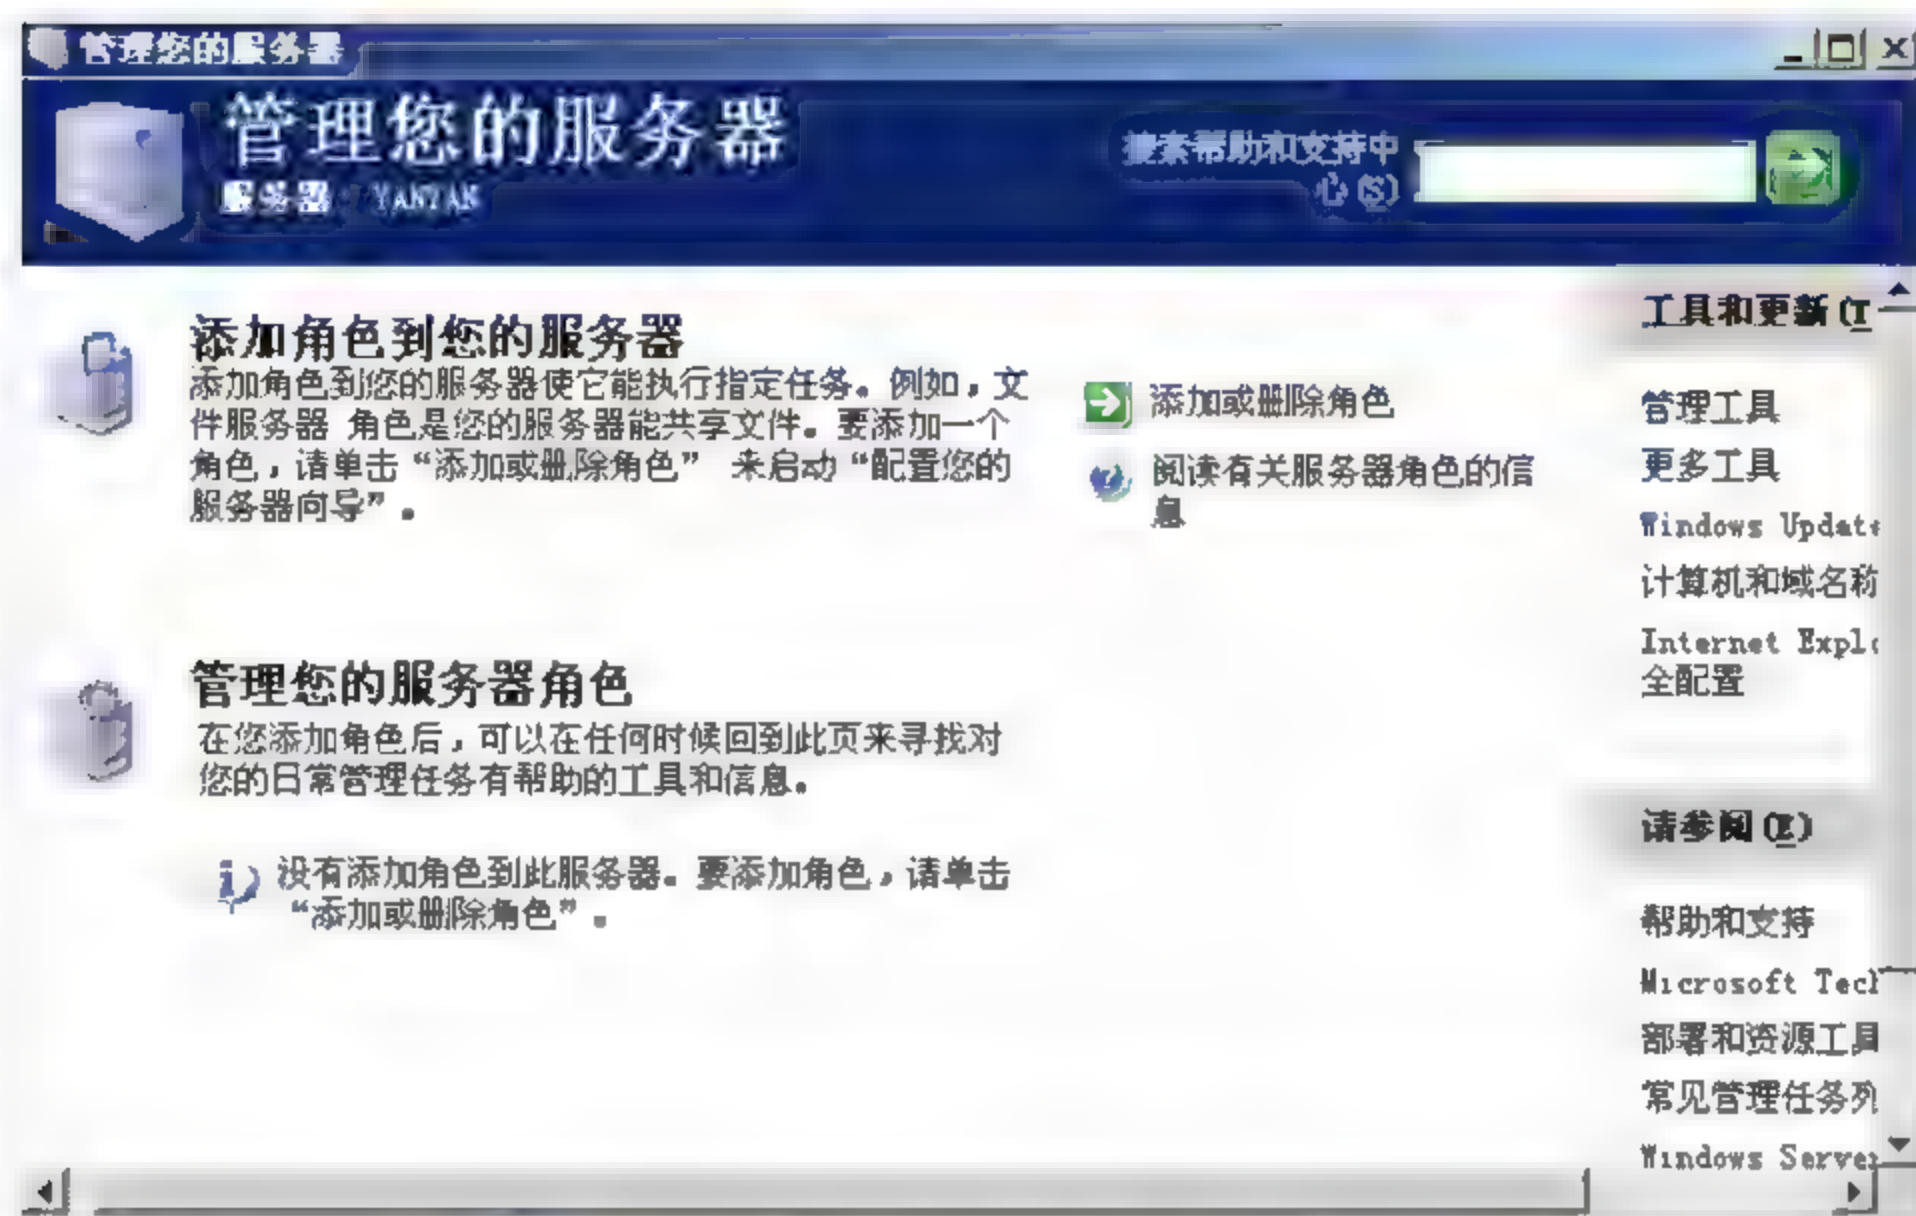 管理您的服务器
管理您的服务器
服务器: YANYAN
搜索帮助和支持中
心(S)
添加角色到您的服务器
添加角色到您的服务器使它能执行指定任务。例如，文
件服务器 角色是您的服务器能共享文件。要添加一个
角色，请单击“添加或删除角色” 来启动“配置您的
服务器向导”。
添加或删除角色
阅读有关服务器角色的信
息
管理您的服务器角色
在您添加角色后，可以在任何时候回到此页来寻找对
您的日常管理任务有帮助的工具和信息。
没有添加角色到此服务器。要添加角色，请单击
“添加或删除角色”。
工具和更新(T
管理工具
更多工具
Windows Update
计算机和域名称
Internet Explo
全配置
请参阅(E)
帮助和支持
Microsoft Tech
部署和资源工具
常见管理任务列
Windows Server